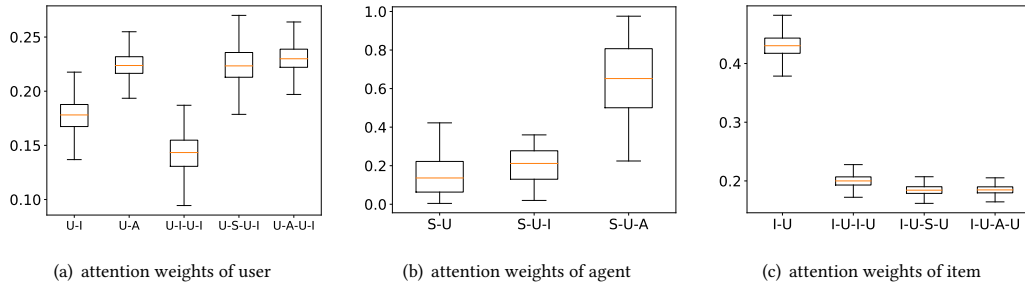 0.25
0.20
0.15
0.10
U-I U-A U-I-U-I U-S-U-I U-A-U-I
(a) attention weights of user
1.0
0.8
0.6
0.4
0.2
0.0
S-U S-U-I S-U-A
(b) attention weights of agent
0.4
0.3
0.2
I-U I-U-I-U I-U-S-U I-U-A-U
(c) attention weights of item